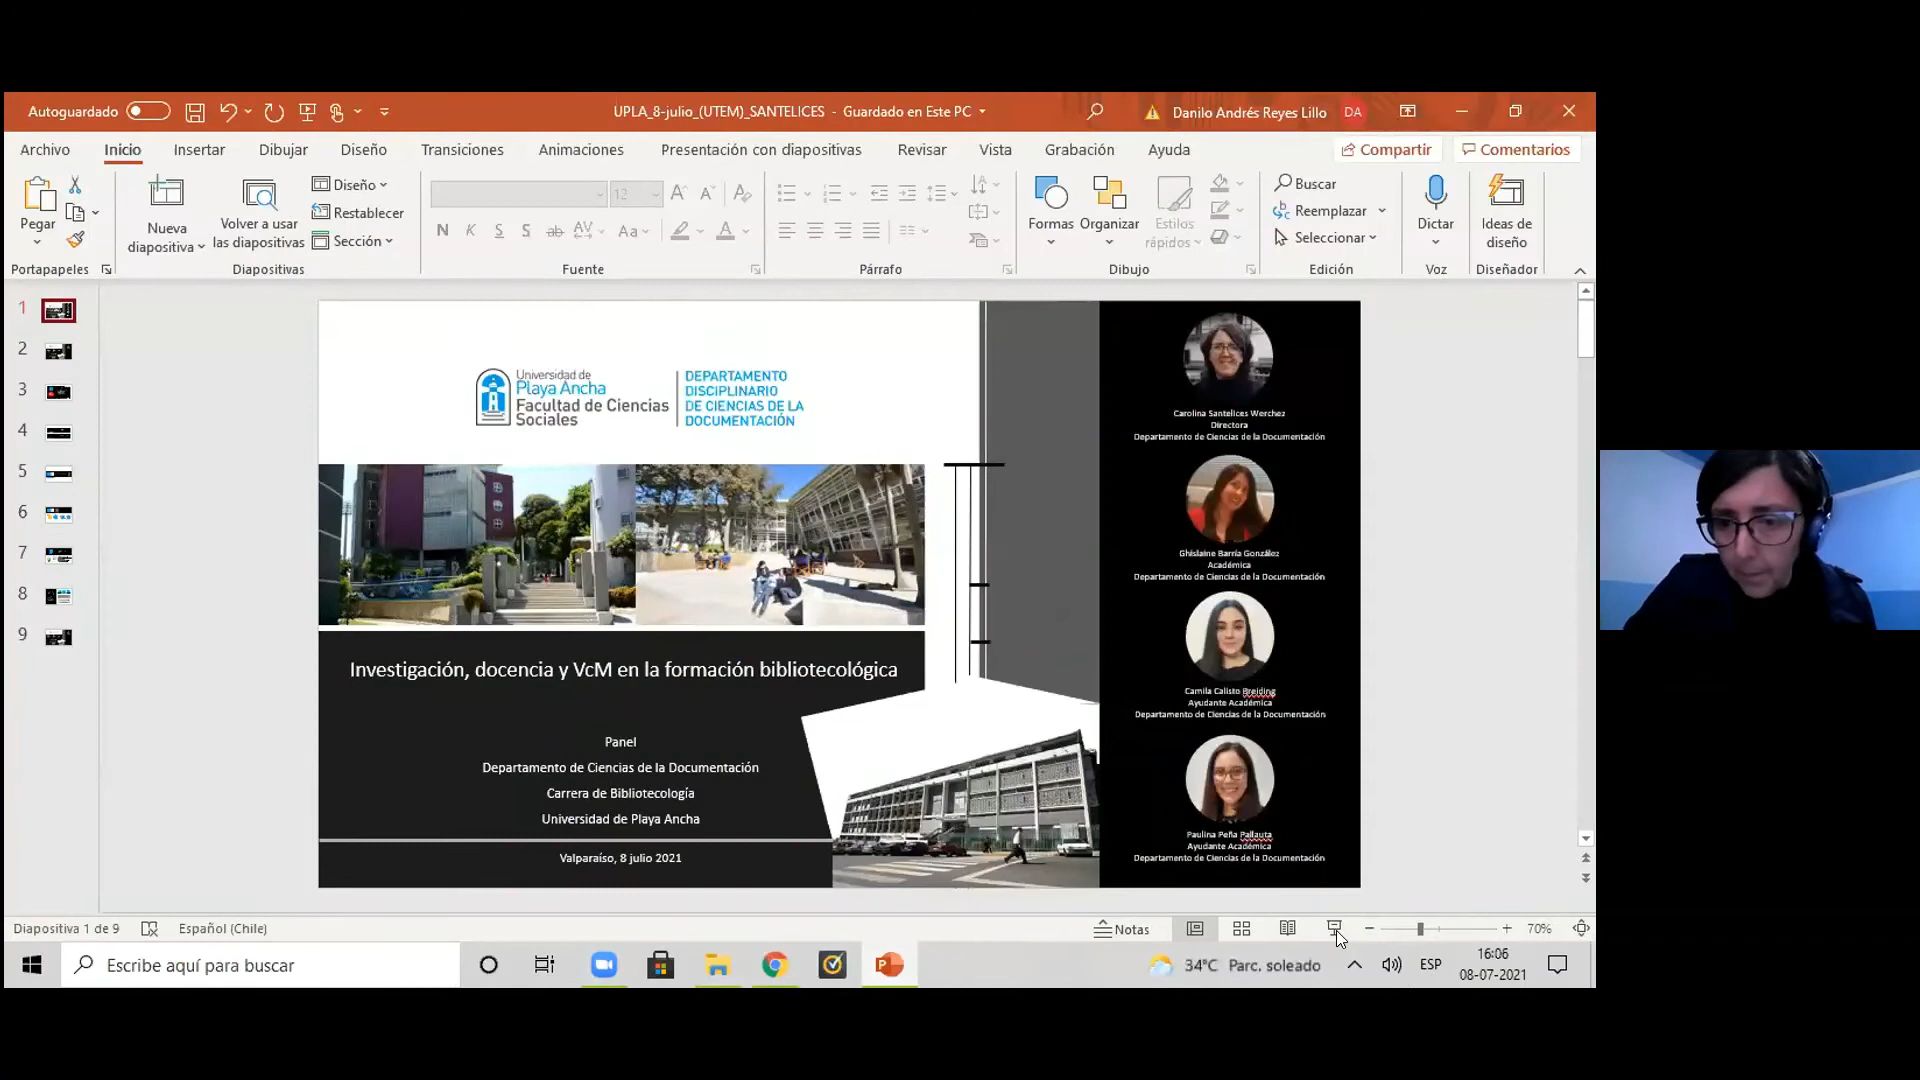 Autoguardado
UPLA_8-julio_(UTEM)_SANTELICES - Guardado en Este PC
Danilo Andrés Reyes Lillo
DA
Archivo Inicio Insertar Dibujar Diseño Transiciones Animaciones Presentación con diapositivas Revisar Vista Grabación Ayuda
Compartir
Comentarios
Pegar
Nueva
diapositiva
Volver a usar
las diapositivas
Diseño
Restablecer
Sección
12
N K S S ab AV Aa A
Formas
Organizar
Estilos
rápidos
Buscar
Reemplazar
Seleccionar
Dictar
Ideas de
diseño
Portapapeles Diapositivas Fuente Párrafo Dibujo Edición Voz Diseñador
1
2
3
4
5
6
7
8
9
Universidad de
Playa Ancha
Facultad de Ciencias
Sociales
DEPARTAMENTO
DISCIPLINARIO
DE CIENCIAS DE LA
DOCUMENTACIÓN
Investigación, docencia y VcM en la formación bibliotecológica
Panel
Departamento de Ciencias de la Documentación
Carrera de Bibliotecología
Universidad de Playa Ancha
Valparaíso, 8 julio 2021
Carolina Santelices Werchez
Directora
Departamento de Ciencias de la Documentación
Ghislaine Barría González
Académica
Departamento de Ciencias de la Documentación
Camila Calisto Breiding
Ayudante Académica
Departamento de Ciencias de la Documentación
Paulina Peña Pallauta
Ayudante Académica
Departamento de Ciencias de la Documentación
Diapositiva 1 de 9
Español (Chile)
Notas
70%
Escribe aquí para buscar
34°C Parc. soleado
ESP
16:06
08-07-2021